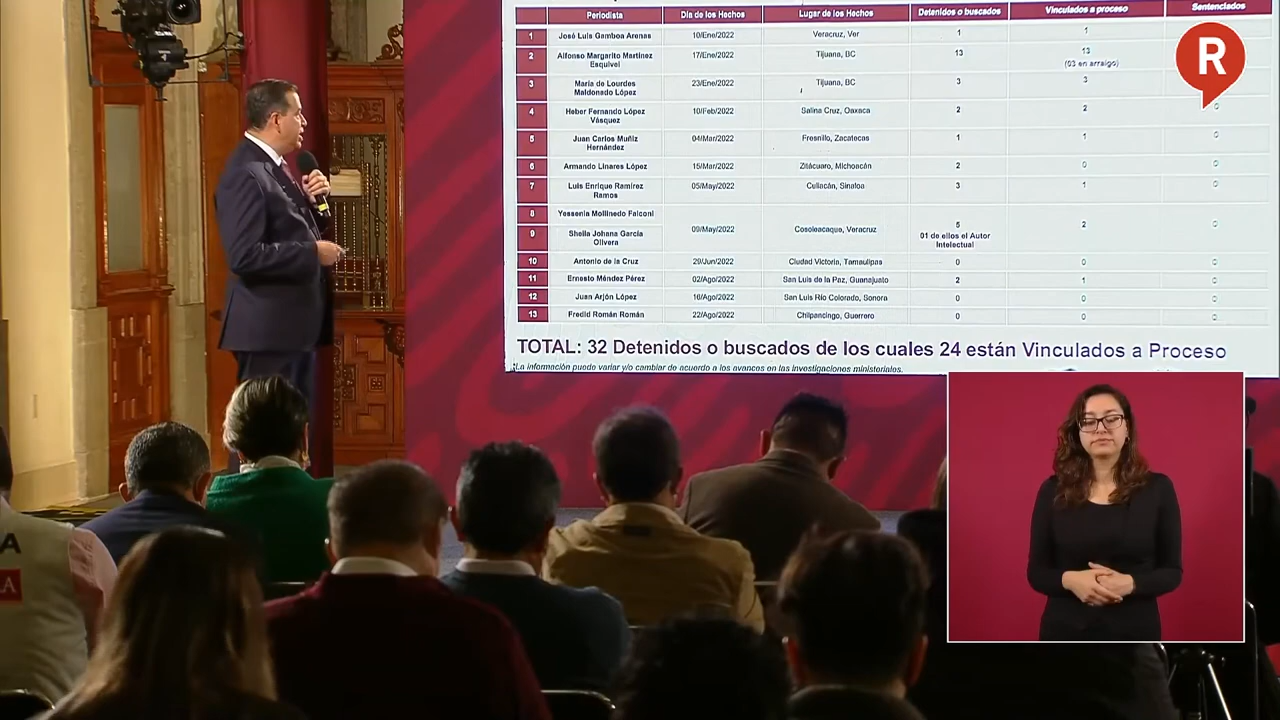 Periodista Día de los Hechos Lugar de los Hechos Detenidos o buscados Vinculados a proceso Sentenciados
1 José Luis Gamboa Arenas 10/Ene/2022 Veracruz, Ver 1 1
2 Alfonso Margarito Martínez Esquivel 17/Ene/2022 Tijuana, BC 13 13 (03 en arraigo)
3 María de Lourdes Maldonado López 23/Ene/2022 Tijuana, BC 3 3
4 Heber Fernando López Vásquez 10/Feb/2022 Salina Cruz, Oaxaca 2 2 0
5 Juan Carlos Muñiz Hernández 04/Mar/2022 Fresnillo, Zacatecas 1 1 0
6 Armando Linares López 15/Mar/2022 Zitácuaro, Michoacán 2 0 0
7 Luis Enrique Ramírez Ramos 05/May/2022 Culiacán, Sinaloa 3 1 0
8 Yessenia Mollinedo Falconi
9 Sheila Johana García Olivera 09/May/2022 Cosoleacaque, Veracruz 5 01 de ellos el Autor Intelectual 2 0
10 Antonio de la Cruz 29/Jun/2022 Ciudad Victoria, Tamaulipas 0 0 0
11 Ernesto Méndez Pérez 02/Ago/2022 San Luis de la Paz, Guanajuato 2 1 0
12 Juan Arjón López 16/Ago/2022 San Luis Río Colorado, Sonora 0 0 0
13 Fredid Román Román 22/Ago/2022 Chilpancingo, Guerrero 0 0 0
TOTAL: 32 Detenidos o buscados de los cuales 24 están Vinculados a Proceso
*La información puede variar y/o cambiar de acuerdo a los avances en las investigaciones ministeriales.
R
A
A